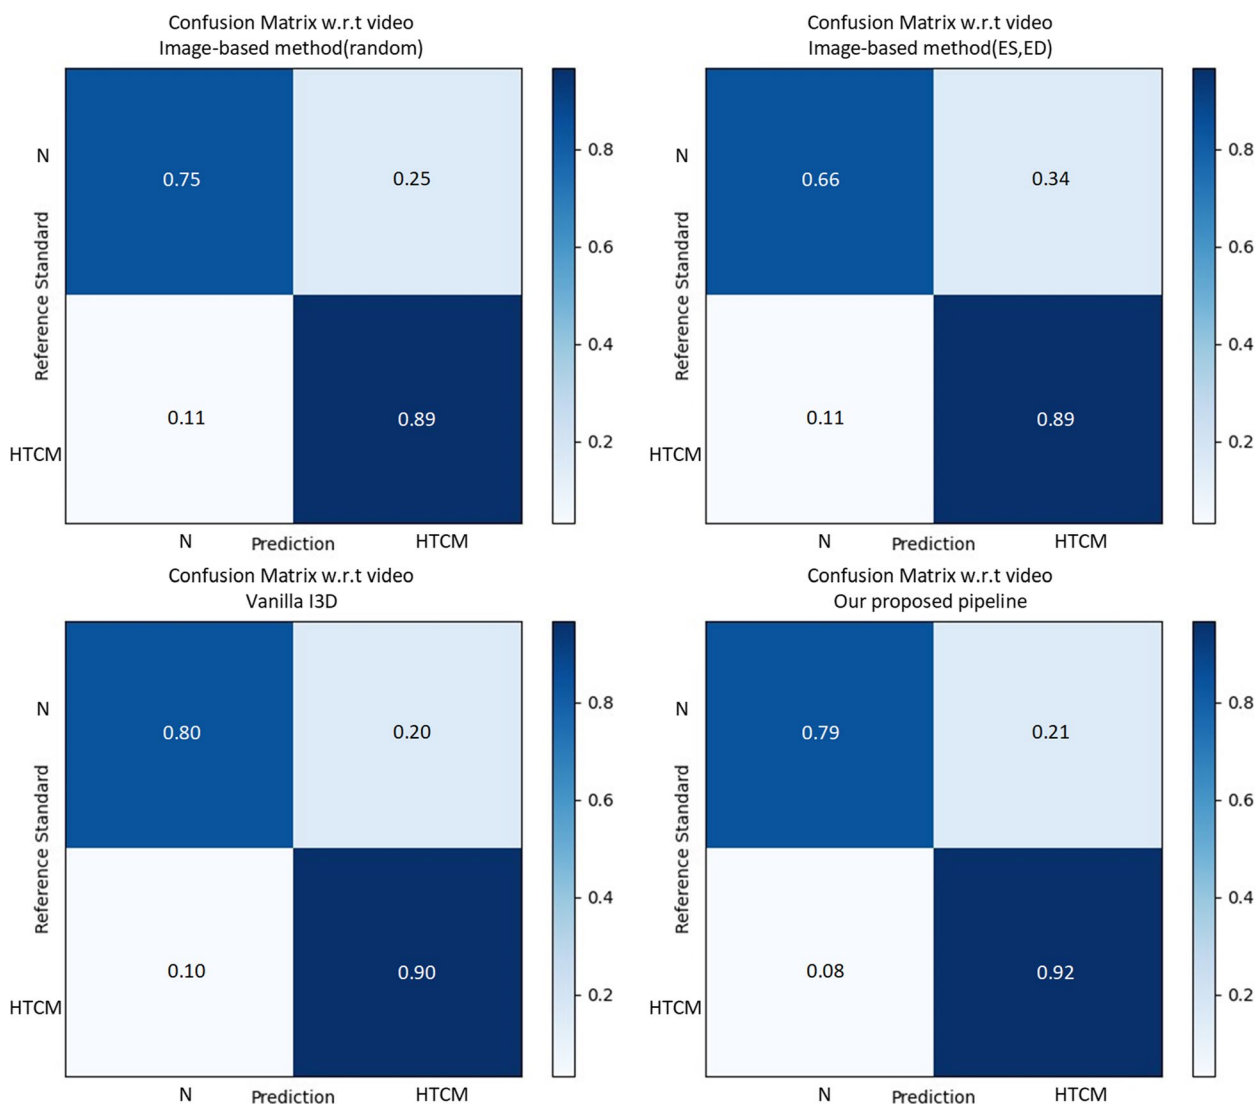 Confusion Matrix w.r.t video
Image-based method(random)
N
0.75
0.25
0.8
0.6
Reference Standard
0.4
HTCM
0.11
0.89
0.2
N
Prediction
HTCM
Confusion Matrix w.r.t video
Image-based method(ES,ED)
N
0.66
0.34
0.8
0.6
Reference Standard
0.4
HTCM
0.11
0.89
0.2
N
Prediction
HTCM
Confusion Matrix w.r.t video
Vanilla I3D
N
0.80
0.20
0.8
0.6
Reference Standard
0.4
HTCM
0.10
0.90
0.2
N
Prediction
HTCM
Confusion Matrix w.r.t video
Our proposed pipeline
N
0.79
0.21
0.8
0.6
Reference Standard
0.4
HTCM
0.08
0.92
0.2
N
Prediction
HTCM